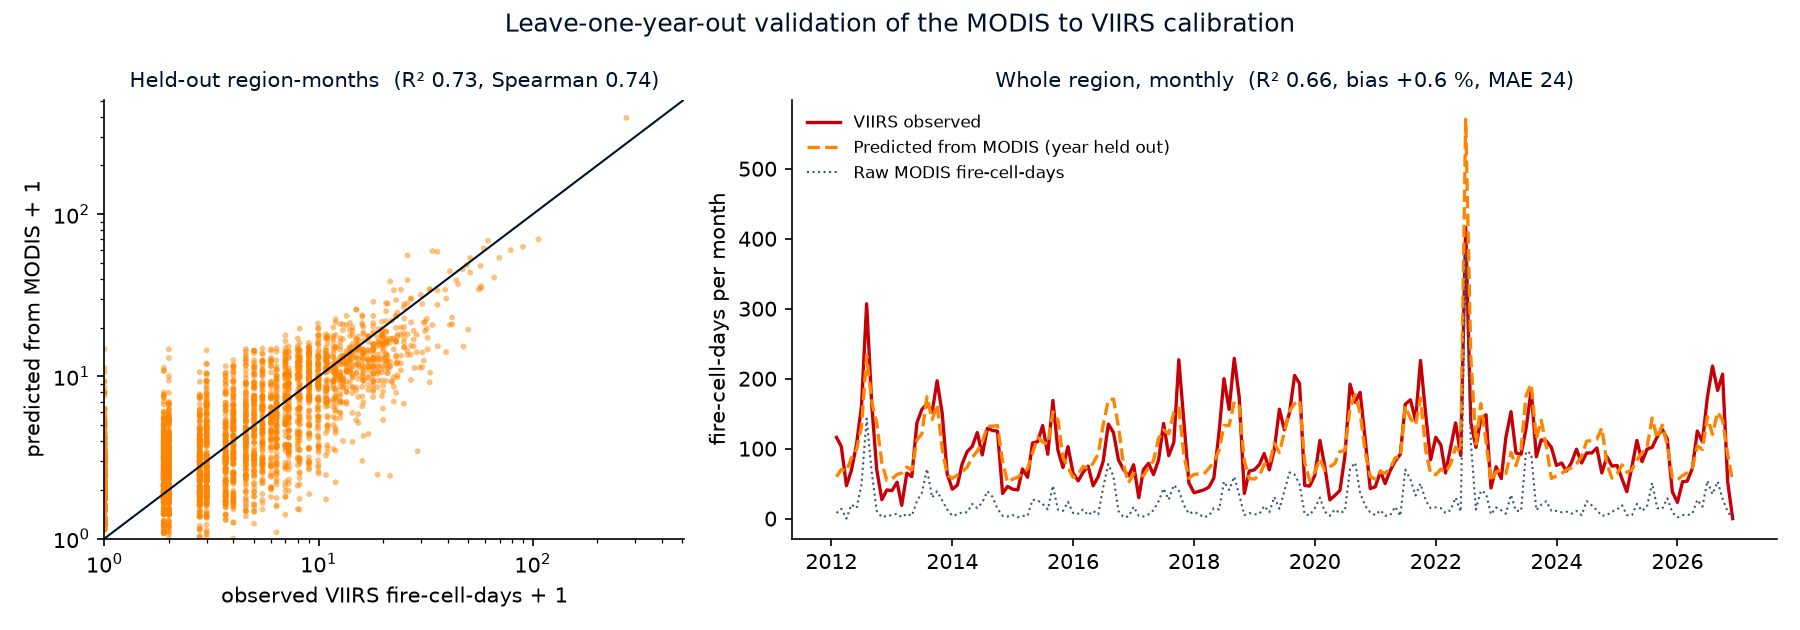 Leave-one-year-out validation of the MODIS to VIIRS calibration
Held-out region-months (R² 0.73, Spearman 0.74)
predicted from MODIS + 1
10²
10¹
10⁰
10⁰ 10¹ 10²
observed VIIRS fire-cell-days + 1
Whole region, monthly (R² 0.66, bias +0.6 %, MAE 24)
VIIRS observed
Predicted from MODIS (year held out)
Raw MODIS fire-cell-days
fire-cell-days per month
500
400
300
200
100
0
2012 2014 2016 2018 2020 2022 2024 2026